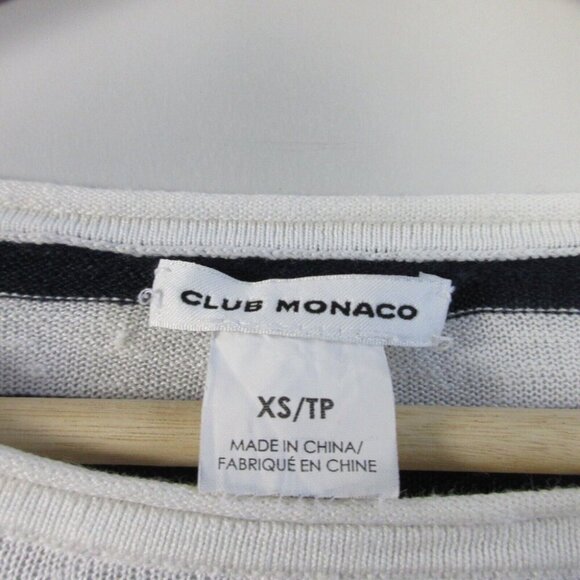 CLUB MONACO
XS/TP
MADE IN CHINA/
FABRIQUÉ EN CHINE